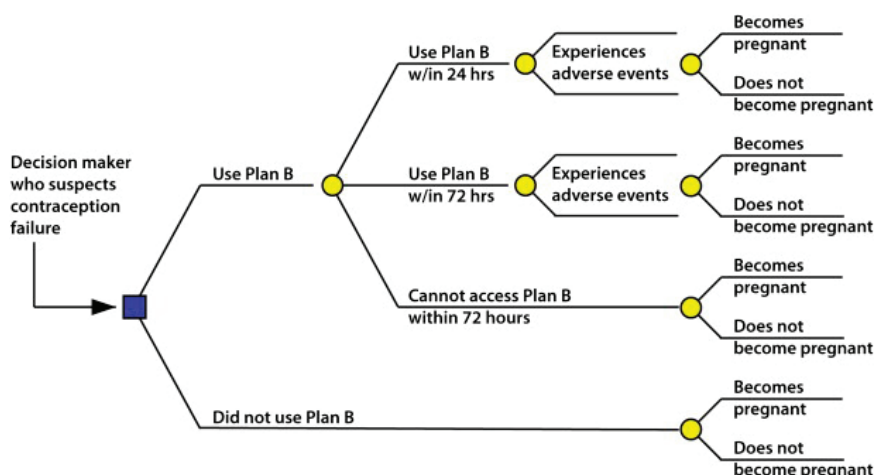 Decision maker
who suspects
contraception
failure
Use Plan B
Use Plan B
w/in 24 hrs
Experiences
adverse events
Becomes
pregnant
Does not
become pregnant
Use Plan B
w/in 72 hrs
Experiences
adverse events
Becomes
pregnant
Does not
become pregnant
Cannot access Plan B
within 72 hours
Becomes
pregnant
Does not
become pregnant
Did not use Plan B
Becomes
pregnant
Does not
become pregnant